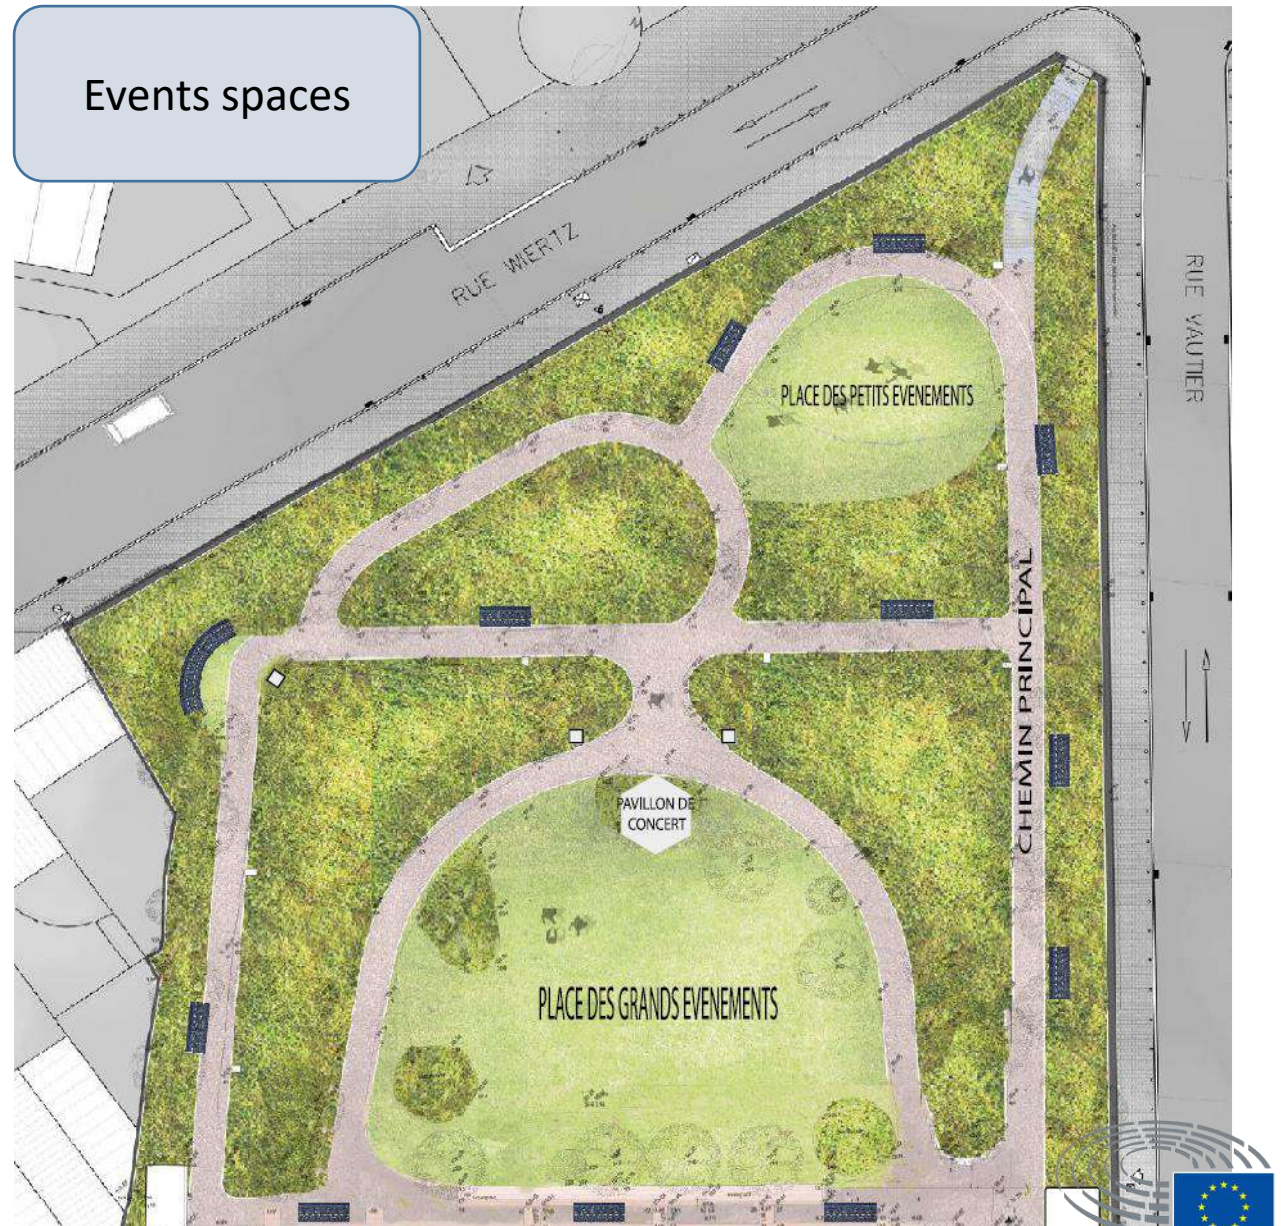 Events spaces
RUE WIERTZ
RUE VAUTIER
PLACE DES PETITS EVENEMENTS
CHEMIN PRINCIPAL
PAVILLON DE
CONCERT
PLACE DES GRANDS EVENEMENTS